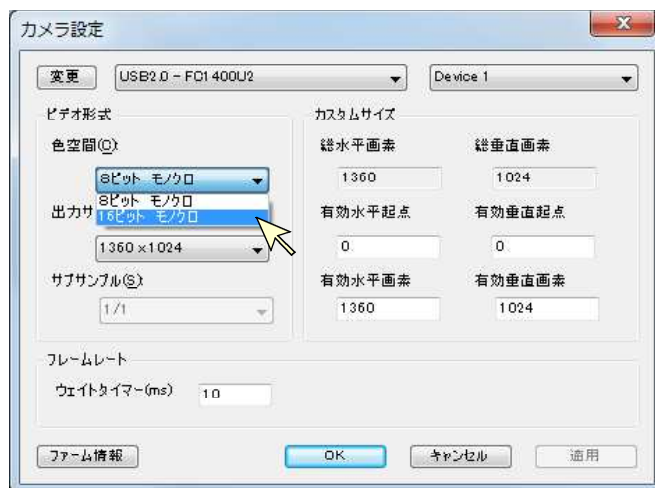 カメラ設定
変更 USB2.0 - FC1400U2 Device 1
ビデオ形式
カスタムサイズ
色空間(C):
総水平画素 総垂直画素
8ビット モノクロ
1360 1024
8ビット モノクロ
16ビット モノクロ
出力サ
有効水平起点 有効垂直起点
1360 ×1024
0 0
サブサンプル(S):
有効水平画素 有効垂直画素
1/1
1360 1024
フレームレート
ウェイトタイマー(ms) 10
ファーム情報 OK キャンセル 適用